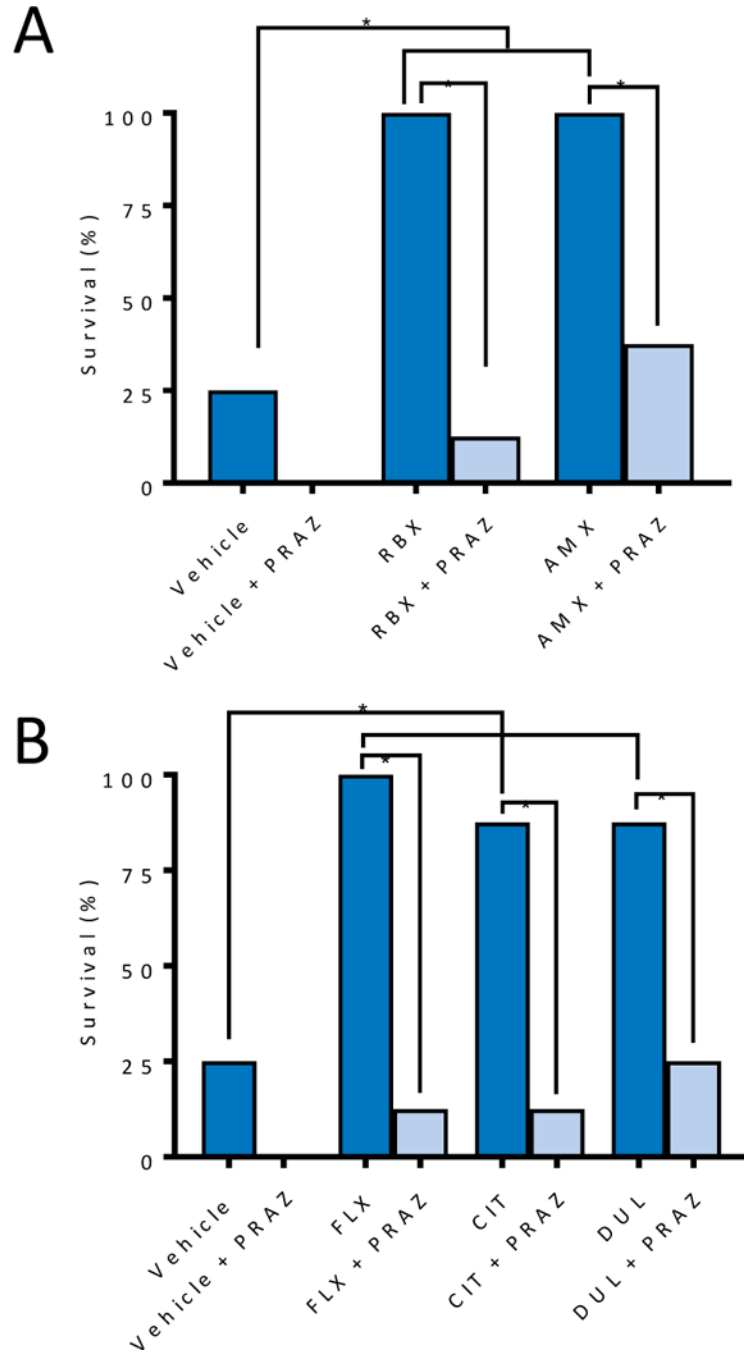 A
*
*
*
100
75
50
25
0
Survival (%)
Vehicle
Vehicle + PRAZ
RBX
RBX + PRAZ
AMX
AMX + PRAZ
B
*
*
*
*
100
75
50
25
0
Survival (%)
Vehicle
Vehicle + PRAZ
FLX
FLX + PRAZ
CIT
CIT + PRAZ
DUL
DUL + PRAZ